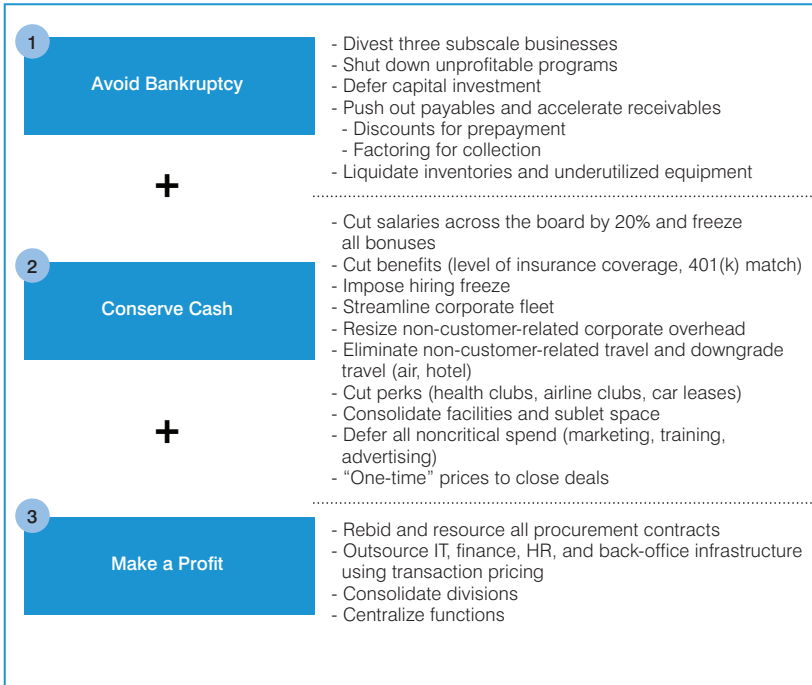 1
Avoid Bankruptcy
- Divest three subscale businesses
- Shut down unprofitable programs
- Defer capital investment
- Push out payables and accelerate receivables
- Discounts for prepayment
- Factoring for collection
- Liquidate inventories and underutilized equipment
+
2
Conserve Cash
- Cut salaries across the board by 20% and freeze
all bonuses
- Cut benefits (level of insurance coverage, 401(k) match)
- Impose hiring freeze
- Streamline corporate fleet
- Resize non-customer-related corporate overhead
- Eliminate non-customer-related travel and downgrade
travel (air, hotel)
- Cut perks (health clubs, airline clubs, car leases)
- Consolidate facilities and sublet space
- Defer all noncritical spend (marketing, training,
advertising)
- “One-time” prices to close deals
+
3
Make a Profit
- Rebid and resource all procurement contracts
- Outsource IT, finance, HR, and back-office infrastructure
using transaction pricing
- Consolidate divisions
- Centralize functions